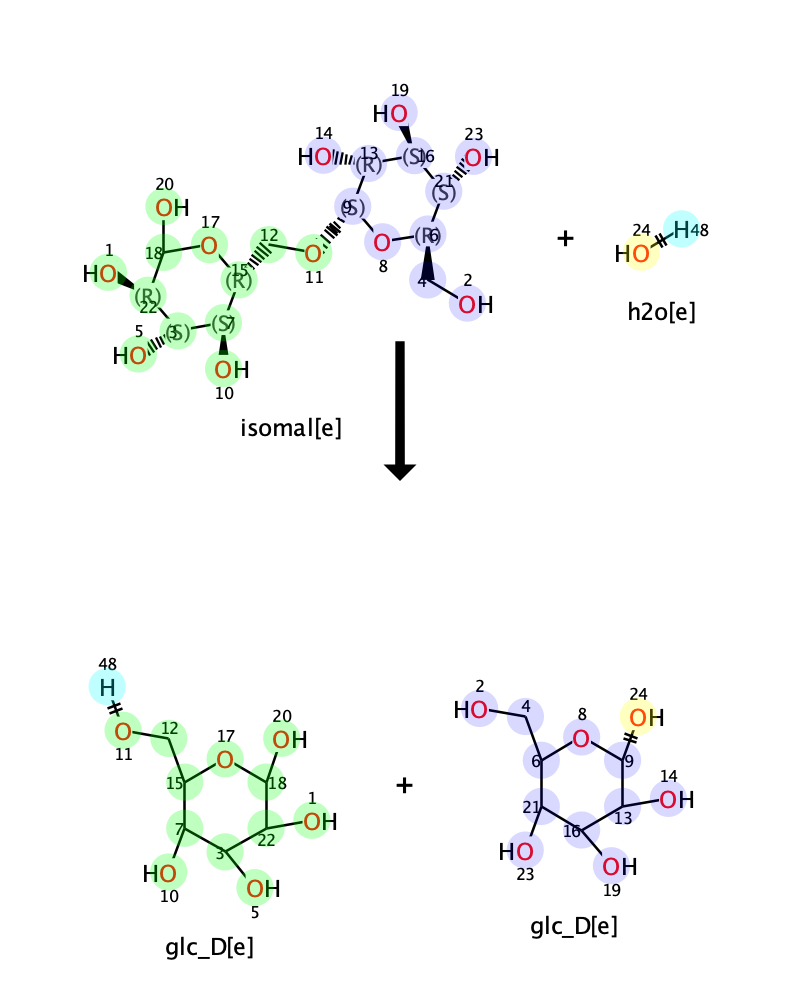 19
HO
14 23
HO 13 (R) (S) 16 OH
21 (S)
20 9 (S)
OH 17 12 6 (R) + 24 H 48
1 18 O O O HO
HO 15 (R) 11 8 4 2 h2o[e]
(R) 22 OH
5 3 (S) (S) 7
HO
OH
10
isomal[e]
48
H
O 12 20 2 4 8 24
11 17 OH HO O OH
O
15 18 6 9 14
1 + OH
7 22 OH 21 13
3 16
HO HO
10 OH 23 OH
5 19
glc_D[e] glc_D[e]